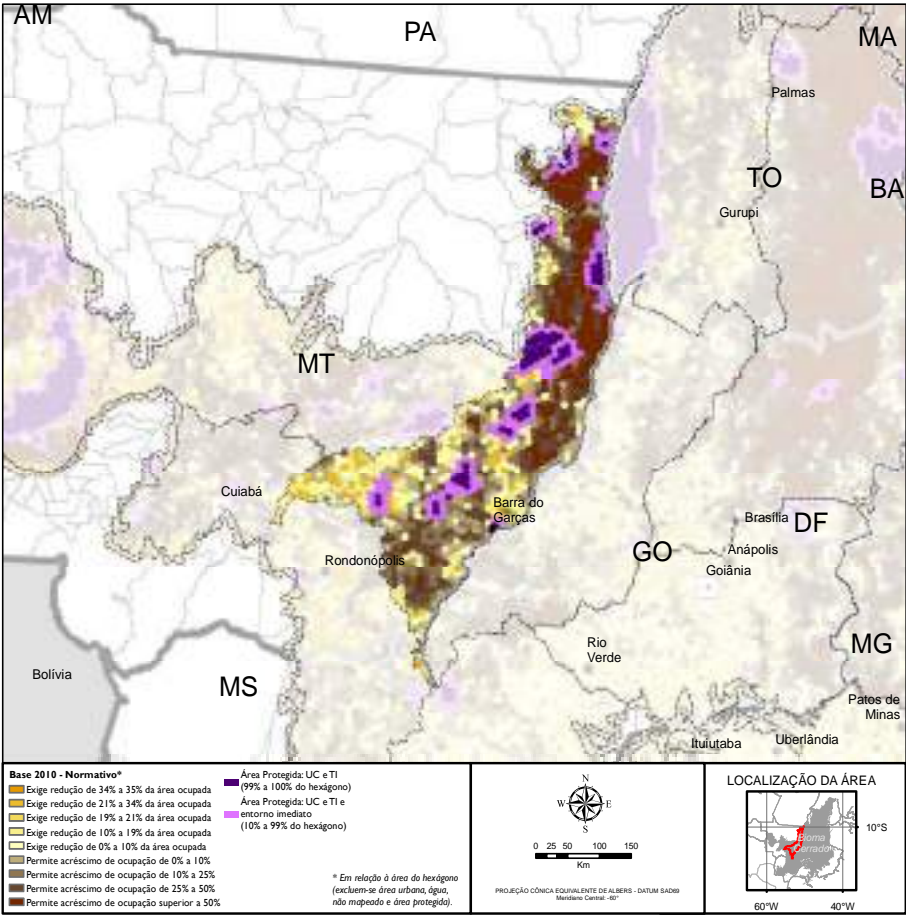 AM
PA
MA
Palmas
TO
BA
Gurupi
MT
Cuiabá
Barra do
Garças
Brasília
DF
Rondonópolis
GO
Anápolis
Goiânia
Rio
Verde
MG
Bolívia
MS
Patos de
Minas
Ituiutaba
Uberlândia
Base 2010 - Normativo*
Exige redução de 34% a 35% da área ocupada
Exige redução de 21% a 34% da área ocupada
Exige redução de 19% a 21% da área ocupada
Exige redução de 10% a 19% da área ocupada
Exige redução de 0% a 10% da área ocupada
Permite acréscimo de ocupação de 0% a 10%
Permite acréscimo de ocupação de 10% a 25%
Permite acréscimo de ocupação de 25% a 50%
Permite acréscimo de ocupação superior a 50%
Área Protegida: UC e TI
(99% a 100% do hexágono)
Área Protegida: UC e TI e
entorno imediato
(10% a 99% do hexágono)
* Em relação à área do hexágono
(excluem-se área urbana, água,
não mapeado e área protegida).
N
W
E
S
0 25 50 100 150
Km
PROJEÇÃO CÔNICA EQUIVALENTE DE ALBERS - DATUM SAD69
Meridiano Central: -60°
LOCALIZAÇÃO DA ÁREA
Bioma
Cerrado
10°S
60°W
40°W